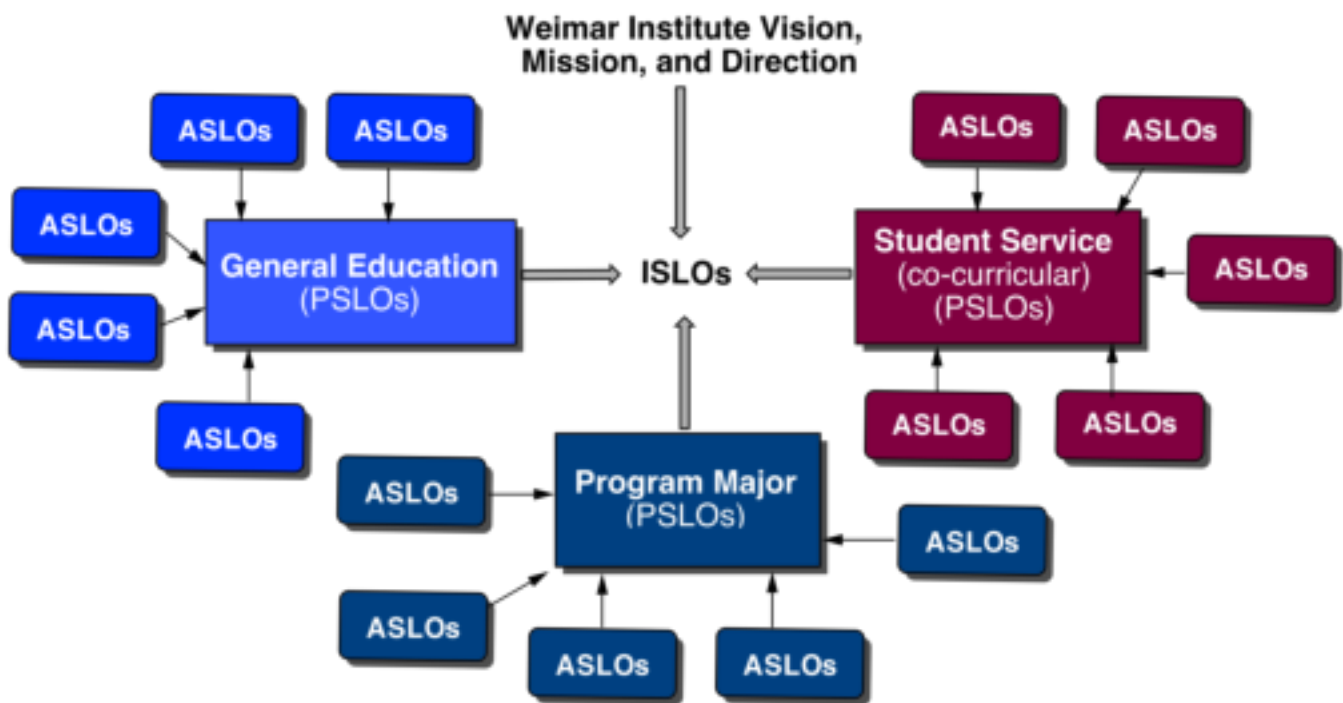 Weimar Institute Vision,
Mission, and Direction
ASLOs
ASLOs
ASLOs
ASLOs
ASLOs
General Education
(PSLOs)
ISLOs
ASLOs
ASLOs
Student Service
(co-curricular)
(PSLOs)
ASLOs
ASLOs
ASLOs
Program Major
(PSLOs)
ASLOs
ASLOs
ASLOs
ASLOs
ASLOs